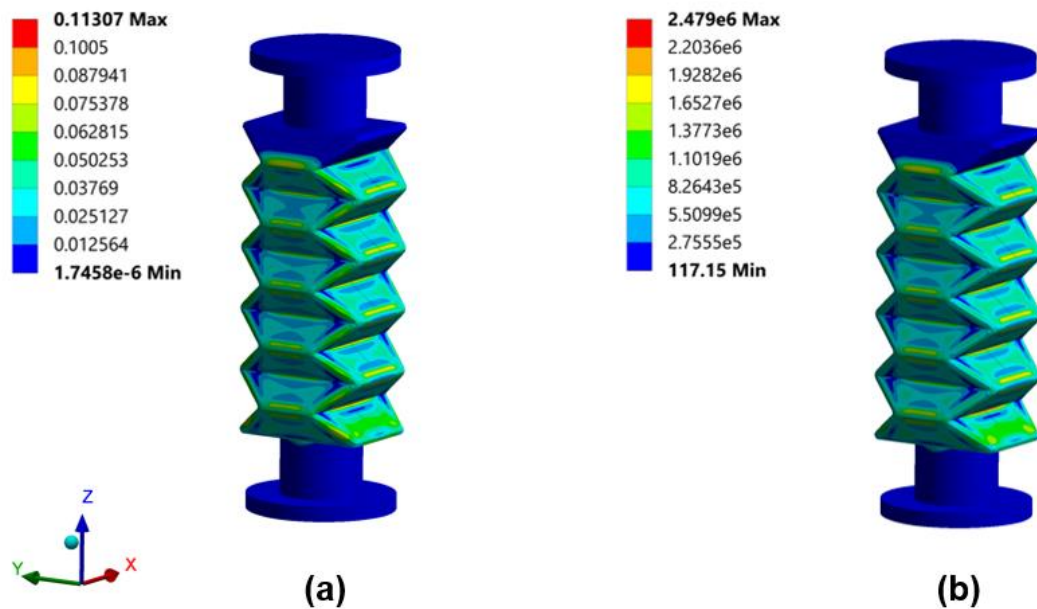 0.11307 Max
0.1005
0.087941
0.075378
0.062815
0.050253
0.03769
0.025127
0.012564
1.7458e-6 Min
2.479e6 Max
2.2036e6
1.9282e6
1.6527e6
1.3773e6
1.1019e6
8.2643e5
5.5099e5
2.7555e5
117.15 Min
Z
Y
X
(a)
(b)